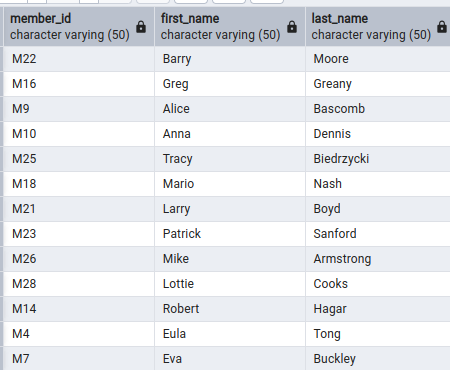 member_id first_name last_name
character varying (50) character varying (50) character varying (50)
M22 Barry Moore
M16 Greg Greany
M9 Alice Bascomb
M10 Anna Dennis
M25 Tracy Biedrzycki
M18 Mario Nash
M21 Larry Boyd
M23 Patrick Sanford
M26 Mike Armstrong
M28 Lottie Cooks
M14 Robert Hagar
M4 Eula Tong
M7 Eva Buckley